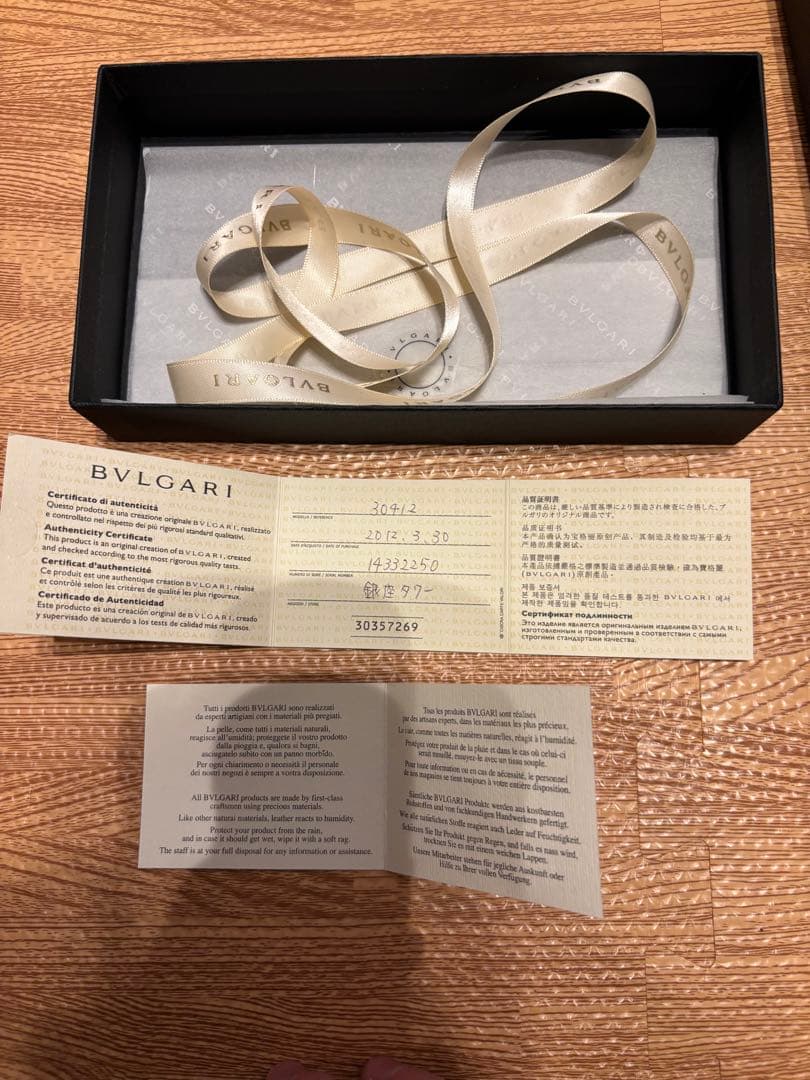 BVLGARI
BVLGARI
BVLGARI
BVLGARI
BVLGARI
BVLGARI
Certificato di autenticità
Questo prodotto è una creazione originale BVLGARI, realizzato
e controllato nel rispetto dei più rigorosi standard qualitativi.
Authenticity Certificate
This product is an original creation of BVLGARI, created
and checked according to the most rigorous quality tests.
Certificat d'authenticité
Ce produit est une authentique création BVLGARI, réalisé
et contrôlé selon les critères de qualité les plus rigoureux.
Certificado de Autenticidad
Este producto es una creación original de BVLGARI, creado
y supervisado de acuerdo a los tests de calidad más rigurosos.
30412
MODELLO / REFERENCE
2012.3.30
DATA D'ACQUISTO / DATE OF PURCHASE
14332250
NUMERO DI SERIE / SERIAL NUMBER
銀座タワー
NEGOZIO / STORE
30357269
品質証明書
この商品は、厳しい品質基準により製造され検査に合格した、ブ
ルガリのオリジナル商品です。
品质证明书
本产品确认为宝格丽原创产品，其制造及检验均基于最为
严格的质量测试。
品質證明書
本產品依據嚴格之標準製造並通過品質檢驗，確為寶格麗
(BVLGARI)原創產品。
제품 보증서
본 제품은 엄격한 품질 테스트를 통과한 BVLGARI 에서
제작한 제품임을 확인합니다.
Сертификат подлинности
Это изделие является оригинальным изделием BVLGARI,
изготовленным и проверенным в соответствии с самыми
строгими стандартами качества.
Tutti i prodotti BVLGARI sono realizzati
da esperti artigiani con i materiali più pregiati.
La pelle, come tutti i materiali naturali,
reagisce all'umidità; proteggete il vostro prodotto
dalla pioggia e, qualora si bagni,
asciugatelo subito con un panno morbido.
Per ogni chiarimento o necessità il personale
dei nostri negozi è sempre a vostra disposizione.
All BVLGARI products are made by first-class
craftsmen using precious materials.
Like other natural materials, leather reacts to humidity.
Protect your product from the rain,
and in case it should get wet, wipe it with a soft rag.
The staff is at your full disposal for any information or assistance.
Tous les produits BVLGARI sont réalisés
par des artisans experts, dans les matériaux les plus précieux.
Le cuir, comme toutes les matières naturelles, réagit à l'humidité.
Protégez votre produit de la pluie et dans le cas où celui-ci
serait mouillé, essuyez-le avec un tissu souple.
Pour toute information ou en cas de nécessité, le personnel
de nos magasins se tient toujours à votre entière disposition.
Sämtliche BVLGARI Produkte werden aus kostbarsten
Rohstoffen und von fachkundigen Handwerkern gefertigt.
Wie alle natürlichen Stoffe reagiert auch Leder auf Feuchtigkeit.
Schützen Sie Ihr Produkt gegen Regen, and falls es nass wird,
trocknen Sie es mit einem weichen Lappen.
Unsere Mitarbeiter stehen für jegliche Auskunft oder
Hilfe zu Ihrer vollen Verfügung.